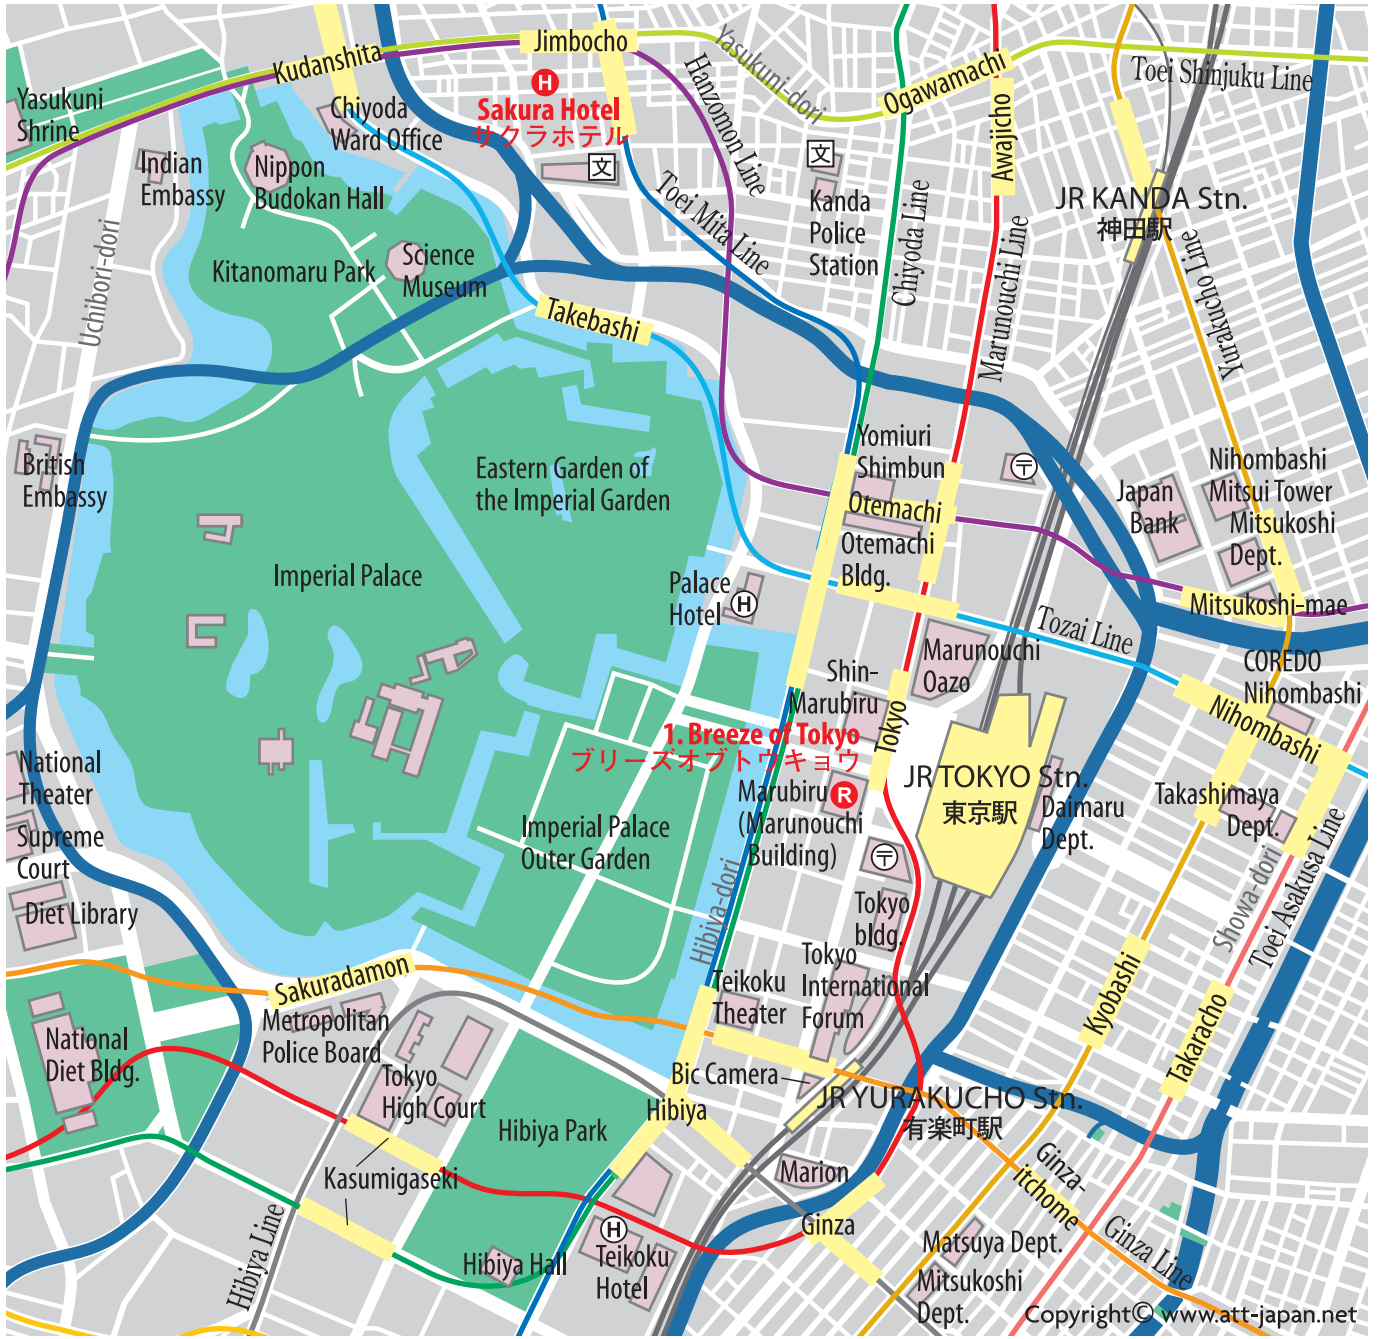 Kudanshita
Jimbocho
Yasukuni-dori
Hanzomon Line
Ogawamachi
Toei Shinjuku Line
Yasukuni
Shrine
Chiyoda
Ward Office
H
Sakura Hotel
サクラホテル
文
文
Awajicho
Indian
Embassy
Nippon
Budokan Hall
Toei Mita Line
Kanda
Police
Station
Chiyoda Line
Marunouchi Line
JR KANDA Stn.
神田駅
Yurakucho Line
Uchibori-dori
Kitanomaru Park
Science
Museum
Takebashi
British
Embassy
Eastern Garden of
the Imperial Garden
Yomiuri
Shimbun
〒
Otemachi
Otemachi
Bldg.
Japan
Bank
Nihombashi
Mitsui Tower
Mitsukoshi
Dept.
Imperial Palace
Palace
Hotel
H
Mitsukoshi-mae
Tozai Line
Marunouchi
Oazo
COREDO
Nihombashi
Shin-
Marubiru
Tokyo
Nihombashi
1. Breeze of Tokyo
ブリーズオブトウキョウ
National
Theater
Supreme
Court
Diet Library
JR TOKYO Stn.
東京駅
Marubiru
R
(Marunouchi
Building)
Daimaru
Dept.
Takashimaya
Dept.
Imperial Palace
Outer Garden
〒
Hibiya-dori
Tokyo
bldg.
Showa-dori
Toei Asakusa Line
Sakuradamon
Tokyo
International
Forum
Teikoku
Theater
Kyobashi
Takaracho
Metropolitan
Police Board
National
Diet Bldg.
Tokyo
High Court
Bic Camera
JR YURAKUCHO Stn.
有楽町駅
Hibiya
Hibiya Park
Kasumigaseki
Marion
Ginza-
itchome
Ginza
Hibiya Line
Hibiya Hall
H
Teikoku
Hotel
Matsuya Dept.
Mitsukoshi
Dept.
Ginza Line
Copyright© www.att-japan.net